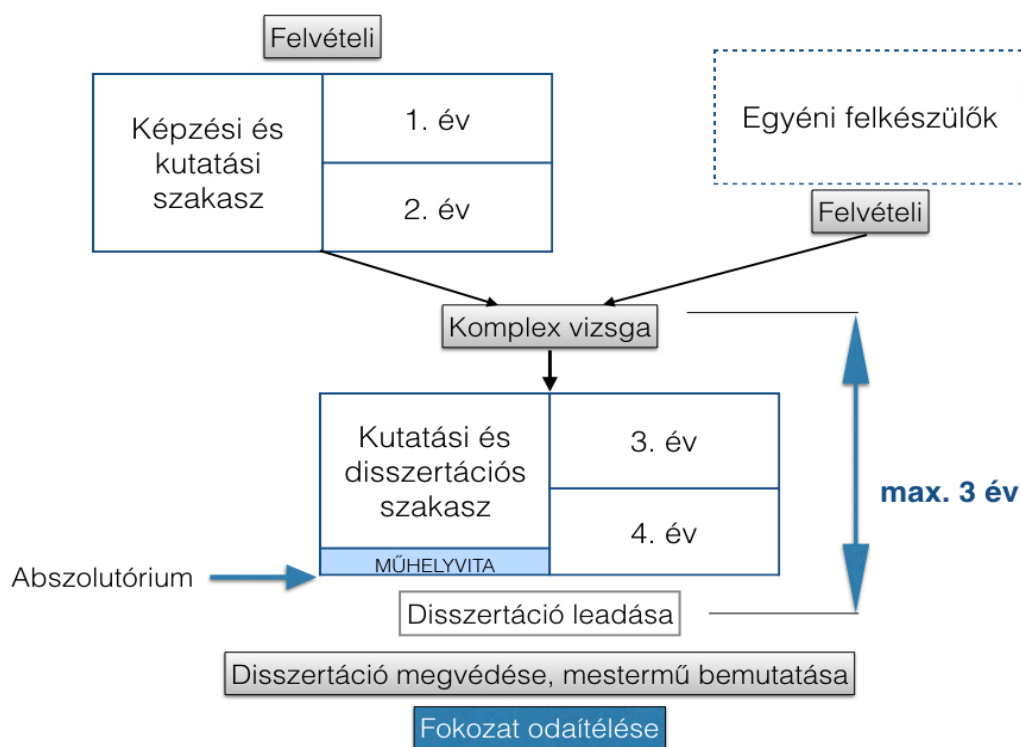 Felvételi
Képzési és
kutatási
szakasz
1. év
2. év
Egyéni felkészülők
Felvételi
Komplex vizsga
Kutatási és
disszertációs
szakasz
3. év
4. év
MŰHELYVITA
max. 3 év
Abszolutórium
Disszertáció leadása
Disszertáció megvédése, mestermű bemutatása
Fokozat odaítélése